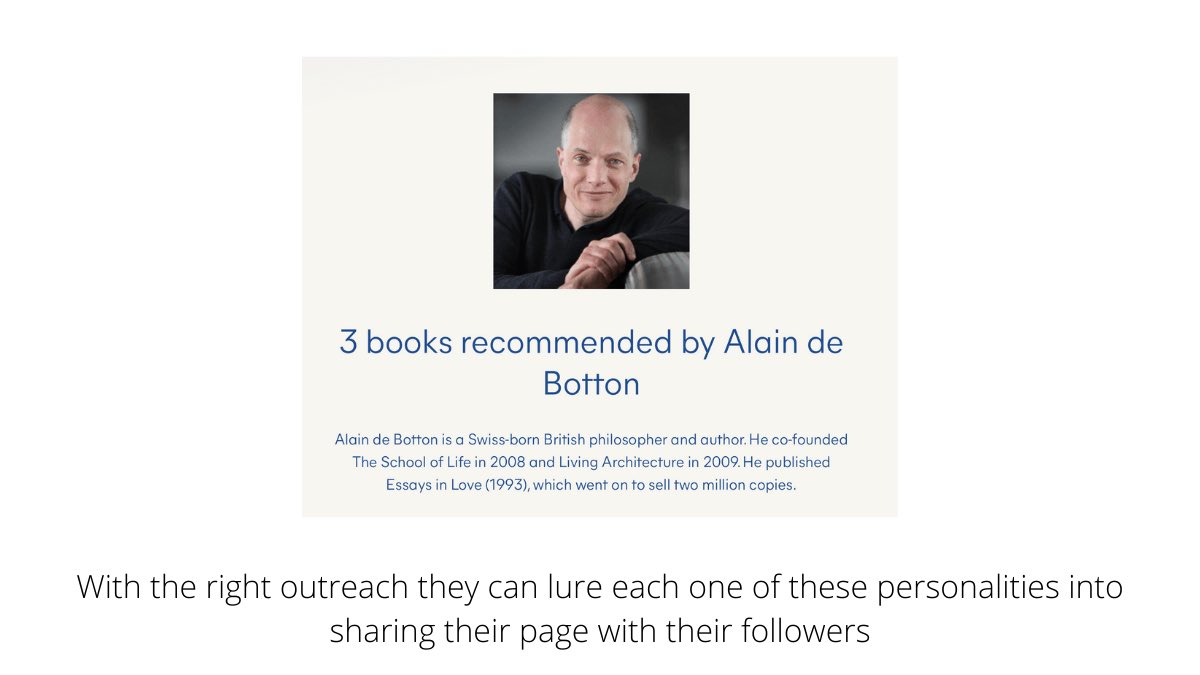 3 books recommended by Alain de
Botton
Alain de Botton is a Swiss-born British philosopher and author. He co-founded
The School of Life in 2008 and Living Architecture in 2009. He published
Essays in Love (1993), which went on to sell two million copies.
With the right outreach they can lure each one of these personalities into
sharing their page with their followers